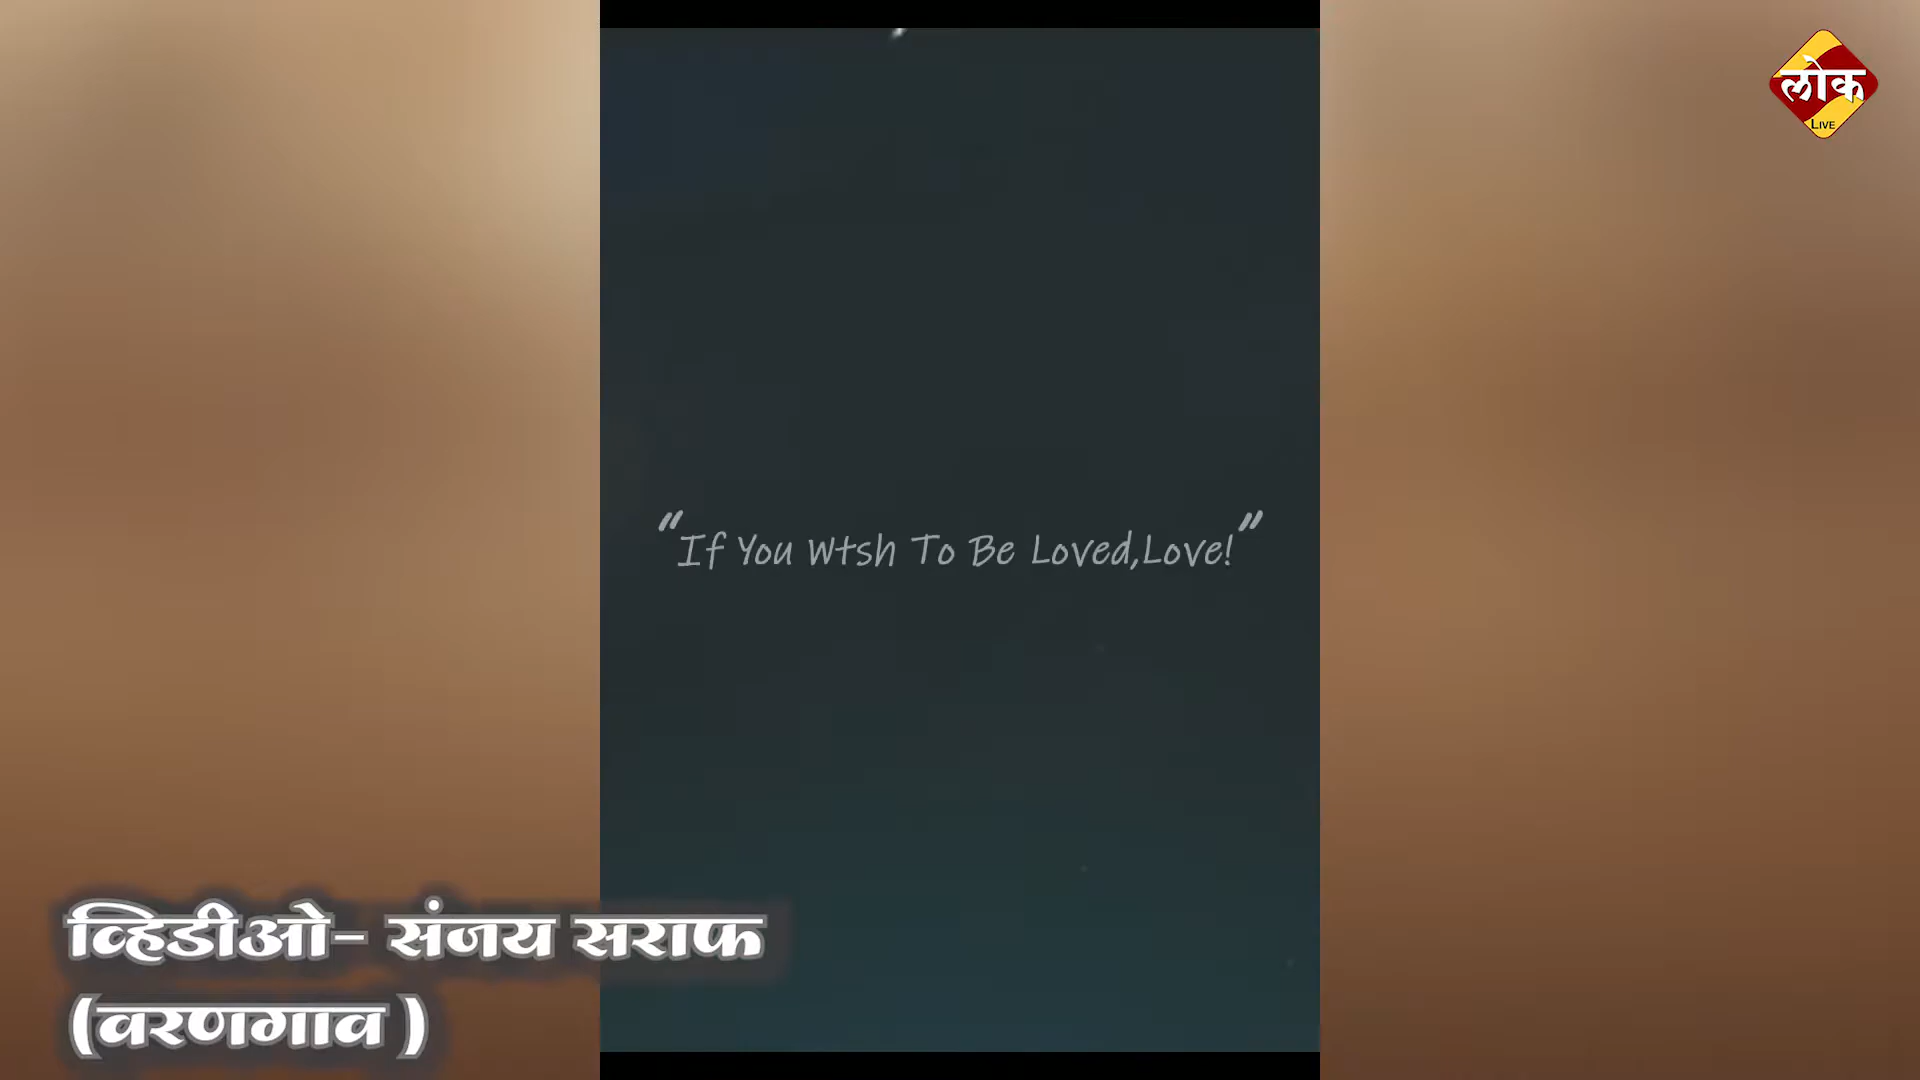 लोक
LIVE
"If You Wtsh To Be Loved,Love!"
व्हिडीओ- संजय सराफ
(वरणगाव )